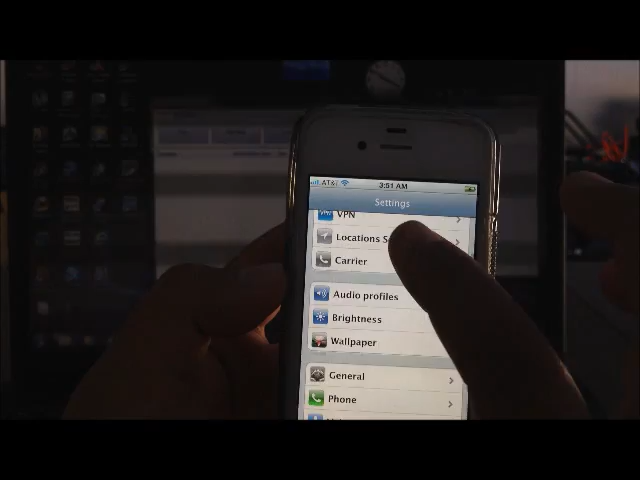 AT&T 3:51 AM
Settings
VPN
Locations S
Carrier
Audio profiles
Brightness
Wallpaper
General
Phone